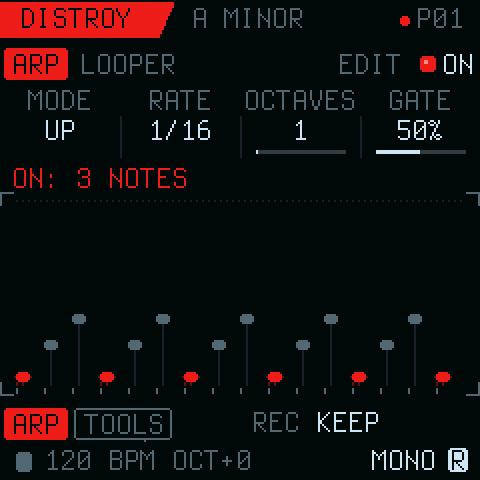 DISTROY A MINOR P01
ARP LOOPER EDIT ON
MODE RATE OCTAVES GATE
UP 1/16 1 50%
ON: 3 NOTES
ARP TOOLS REC KEEP
120 BPM OCT+0 MONO R